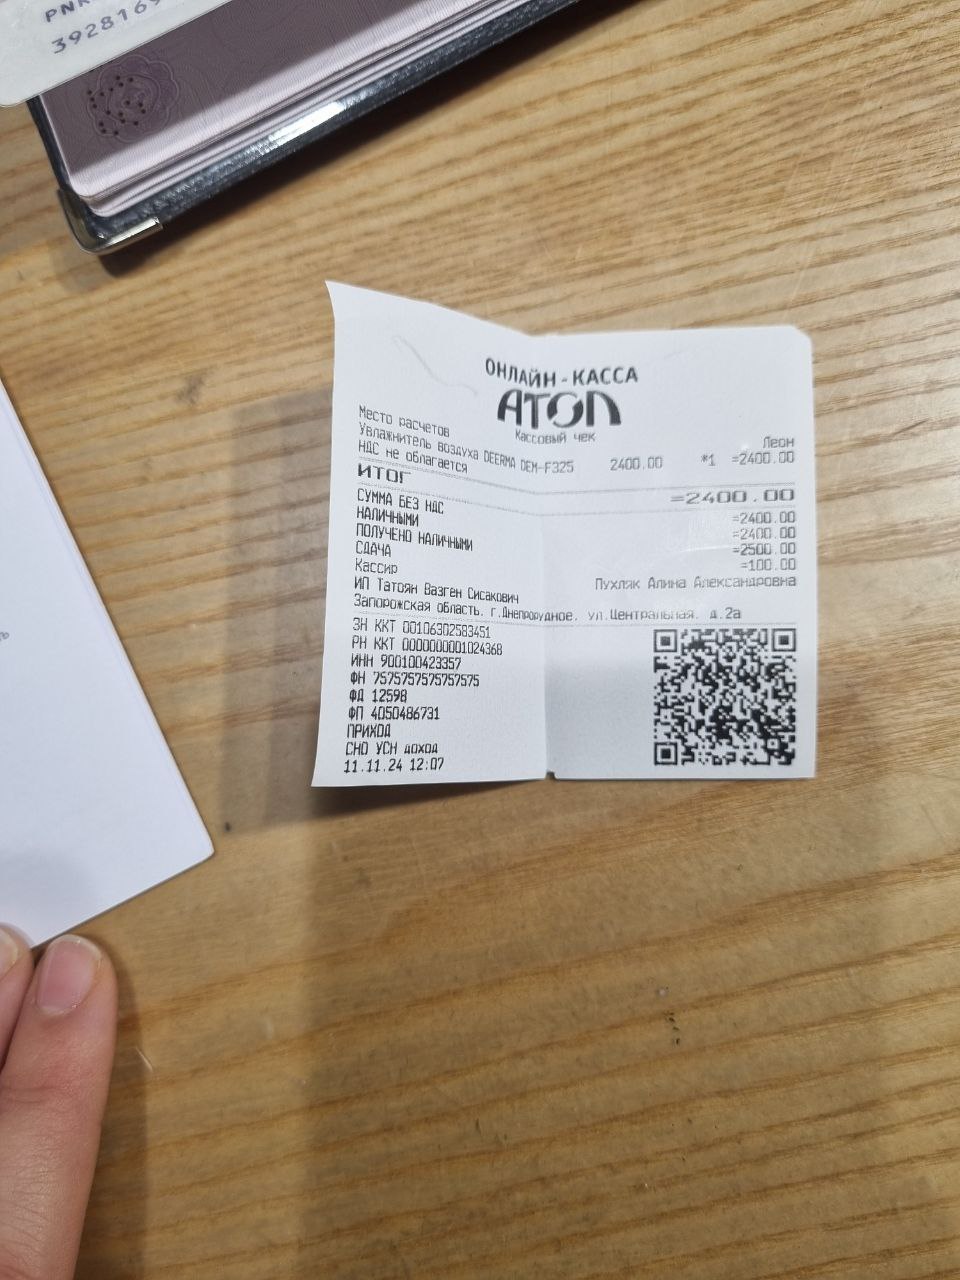 392816
ОНЛАЙН-КАССА
АТОЛ
Кассовый чек
Место расчетов Леон
Увлажнитель воздуха DEERMA DEM-F325 2400.00 *1 =2400.00
НДС не облагается
ИТОГ =2400.00
СУММА БЕЗ НДС =2400.00
НАЛИЧНЫМИ =2400.00
ПОЛУЧЕНО НАЛИЧНЫМИ =2500.00
СДАЧА =100.00
Кассир Пухляк Алина Александровна
ИП Татоян Вазген Сисакович
Запорожская область, г.Днепрорудное, ул.Центральная, д.2а
ЗН ККТ 00106302583451
РН ККТ 0000000001024368
ИНН 900100423357
ФН 7575757575757575
ФД 12598
ФП 4050486731
ПРИХОД
СНО УСН доход
11.11.24 12:07